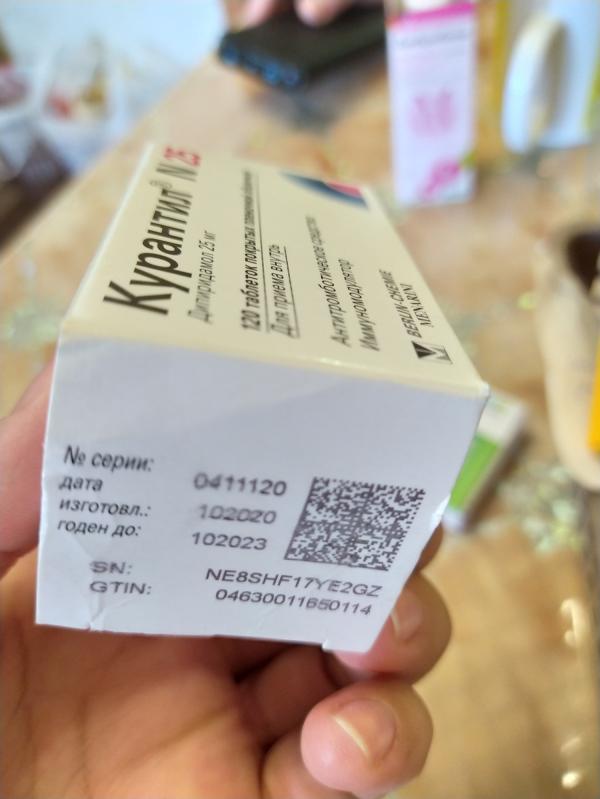 Курантил® N 25
Дипиридамол 25 мг
120 таблеток покрытых пленочной оболочкой
Для приема внутрь
Антитромботическое средство
Иммуномодулятор
BERLIN-CHEMIE
MENARINI
№ серии: 0411120
дата
изготовл.: 102020
годен до: 102023
SN: NE8SHF17YE2GZ
GTIN: 04630011650114